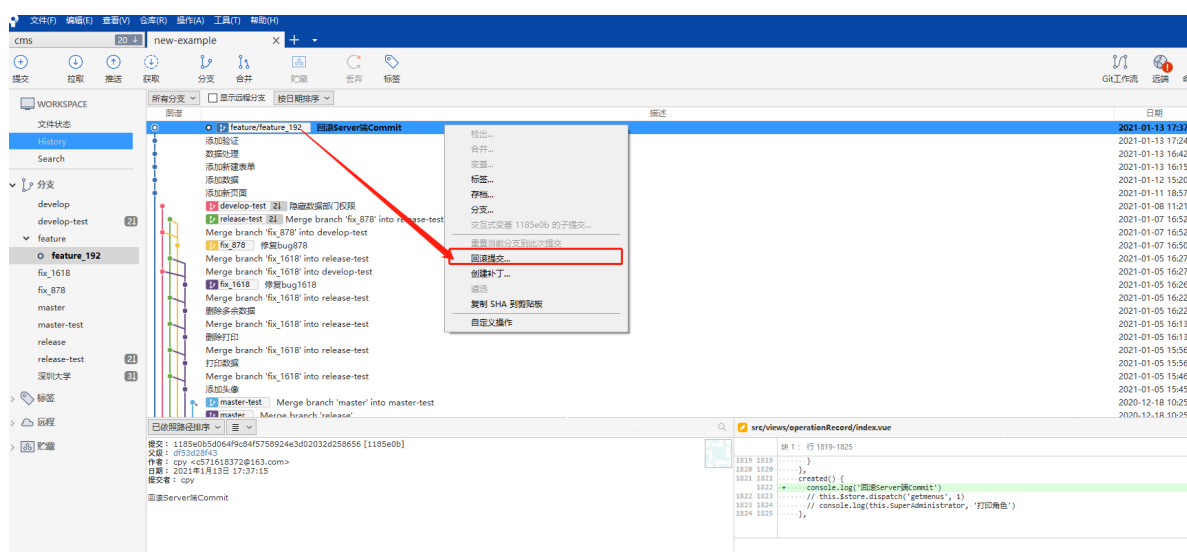 文件(F) 编辑(E) 查看(V) 仓库(R) 操作(A) 工具(T) 帮助(H)
cms 20 ↓ new-example × +
提交 拉取 推送 获取 分支 合并 贮藏 丢弃 标签 Git工作流 远端
WORKSPACE
文件状态
History
Search
分支
develop
develop-test 2↓
feature
feature_192
fix_1618
fix_878
master
master-test
release
release-test 2↓
深圳大学 3↓
标签
远程
贮藏
所有分支 显示远程分支 按日期排序
图谱 描述 日期
feature/feature_192 回滚Server端Commit 2021-01-13 17:37
添加验证 2021-01-13 17:24
数据处理 2021-01-13 16:42
添加新建表单 2021-01-13 16:15
添加数据 2021-01-12 15:20
添加新页面 2021-01-11 18:57
develop-test 2↓ 隐藏数据部门权限 2021-01-08 11:21
release-test 2↓ Merge branch 'fix_878' into release-test 2021-01-07 16:52
Merge branch 'fix_878' into develop-test 2021-01-07 16:52
fix_878 修复bug878 2021-01-07 16:50
Merge branch 'fix_1618' into release-test 2021-01-05 16:27
Merge branch 'fix_1618' into develop-test 2021-01-05 16:27
fix_1618 修复bug1618 2021-01-05 16:26
Merge branch 'fix_1618' into release-test 2021-01-05 16:22
删除多余数据 2021-01-05 16:22
Merge branch 'fix_1618' into release-test 2021-01-05 16:13
删除打印 2021-01-05 16:13
Merge branch 'fix_1618' into release-test 2021-01-05 15:56
打印数据 2021-01-05 15:56
Merge branch 'fix_1618' into release-test 2021-01-05 15:46
添加头像 2021-01-05 15:45
master-test Merge branch 'master' into master-test 2020-12-18 10:25
master Merge branch 'release' 2020-12-18 10:25
检出...
合并...
变基...
标签...
存档...
分支...
交互式变基 1185e0b 的子提交...
重置当前分支到此次提交
回滚提交...
创建补丁...
遴选
复制 SHA 到剪贴板
自定义操作
已依照路径排序
提交： 1185e0b5d064f9c84f5758924e3d02032d258656 [1185e0b]
父级： df53d28f43
作者： cpy <c571618372@163.com>
日期： 2021年1月13日 17:37:15
提交者： cpy
回滚Server端Commit
src/views/operationRecord/index.vue
块 1： 行 1819-1825
1819 1819 }
1820 1820 },
1821 1821 created() {
1822 + console.log('回滚Server端Commit')
1822 1823 // this.$store.dispatch('getmenus', 1)
1823 1824 // console.log(this.SuperAdministrator, '打印角色')
1824 1825 },